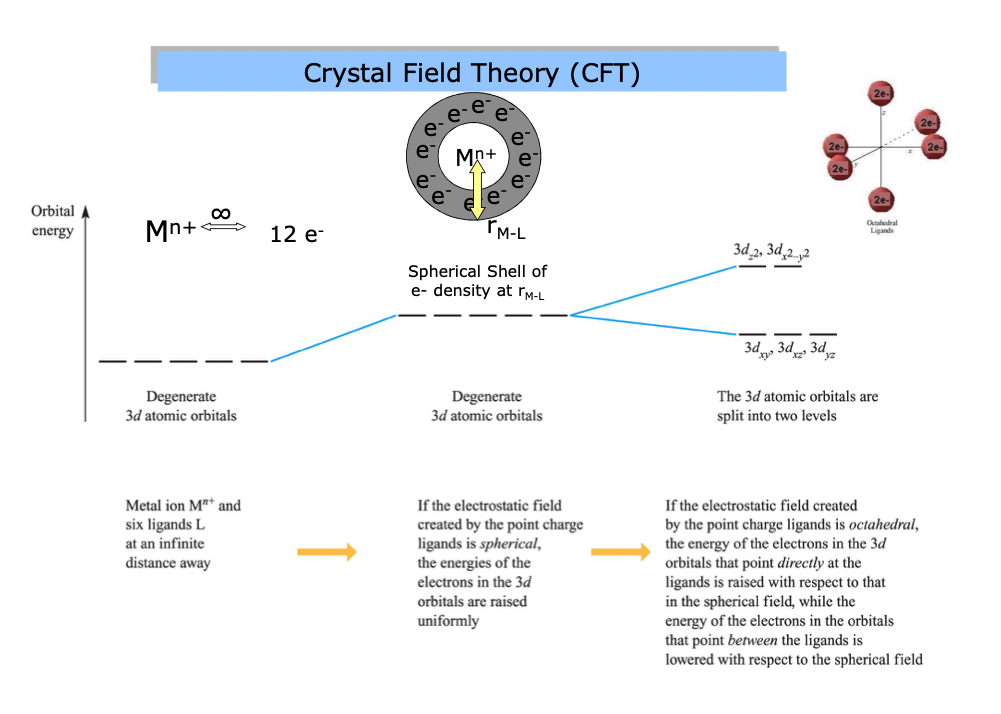 Crystal Field Theory (CFT)
e- e- e- e- e- e- e- e- e- e- e- e
Mn+
rM-L
2e-
2e-
2e-
2e-
2e-
2e-
z
x
y
Octahedral
Ligands
Orbital
energy
Mn+ ∞ 12 e-
Spherical Shell of
e- density at rM-L
3dz2, 3dx2–y2
3dxy, 3dxz, 3dyz
Degenerate
3d atomic orbitals
Degenerate
3d atomic orbitals
The 3d atomic orbitals are
split into two levels
Metal ion Mn+ and
six ligands L
at an infinite
distance away
If the electrostatic field
created by the point charge
ligands is spherical,
the energies of the
electrons in the 3d
orbitals are raised
uniformly
If the electrostatic field created
by the point charge ligands is octahedral,
the energy of the electrons in the 3d
orbitals that point directly at the
ligands is raised with respect to that
in the spherical field, while the
energy of the electrons in the orbitals
that point between the ligands is
lowered with respect to the spherical field